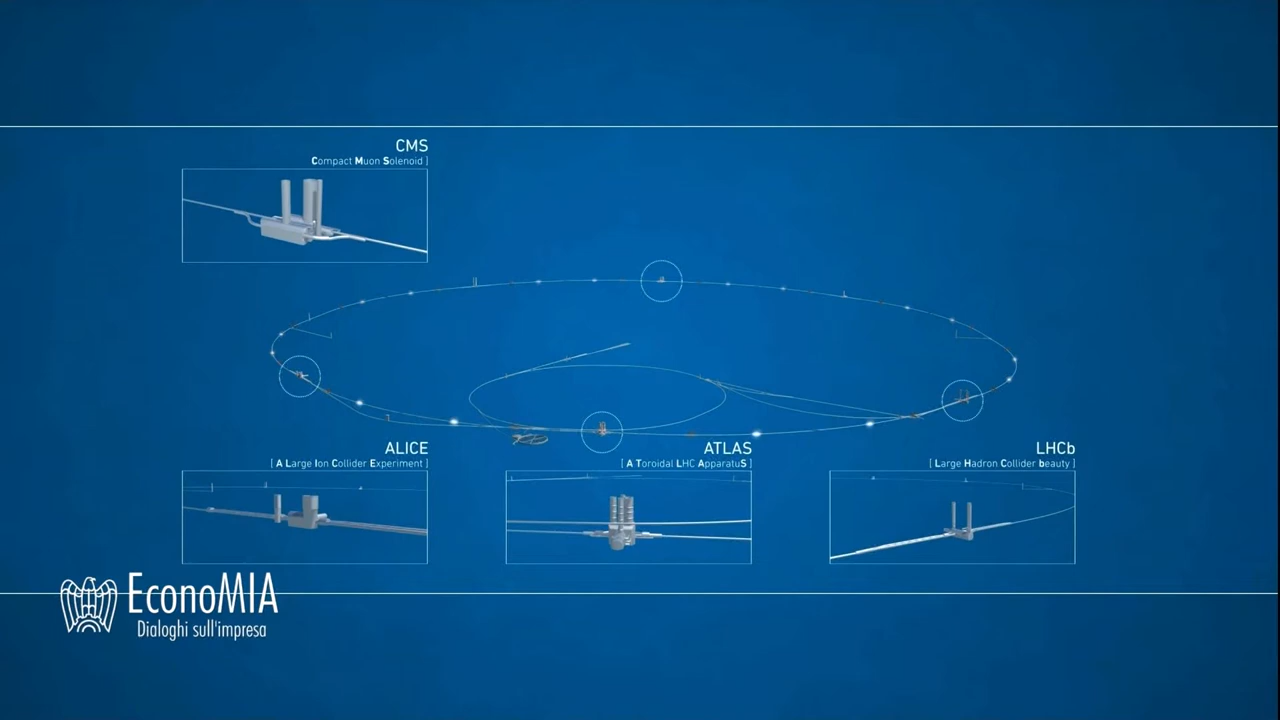 CMS
Compact Muon Solenoid ]
ALICE
[ A Large Ion Collider Experiment ]
ATLAS
[ A Toroidal LHC ApparatuS ]
LHCb
[ Large Hadron Collider beauty ]
EconoMIA
Dialoghi sull'impresa